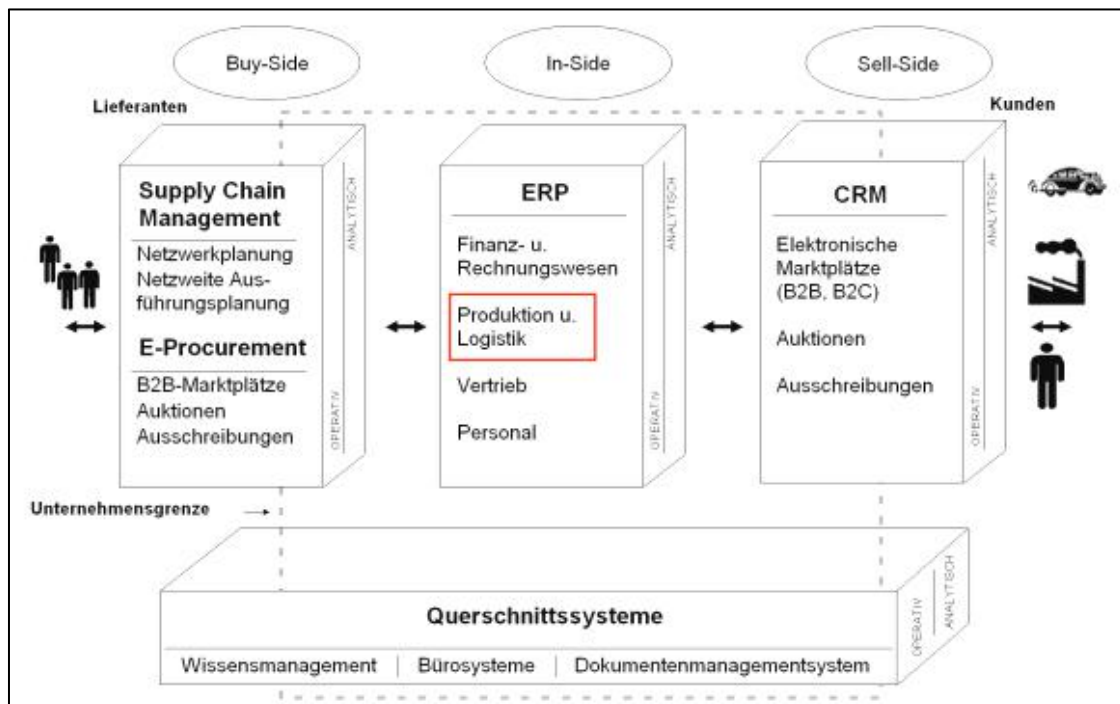 Buy-Side
In-Side
Sell-Side
Lieferanten
Kunden
Supply Chain
Management
Netzwerkplanung
Netzweite Aus-
führungsplanung
E-Procurement
B2B-Marktplätze
Auktionen
Ausschreibungen
ANALYTISCH
OPERATIV
ERP
Finanz- u.
Rechnungswesen
Produktion u.
Logistik
Vertrieb
Personal
ANALYTISCH
OPERATIV
CRM
Elektronische
Marktplätze
(B2B, B2C)
Auktionen
Ausschreibungen
ANALYTISCH
OPERATIV
Unternehmensgrenze
Querschnittssysteme
Wissensmanagement
Bürosysteme
Dokumentenmanagementsystem
OPERATIV
ANALYTISCH